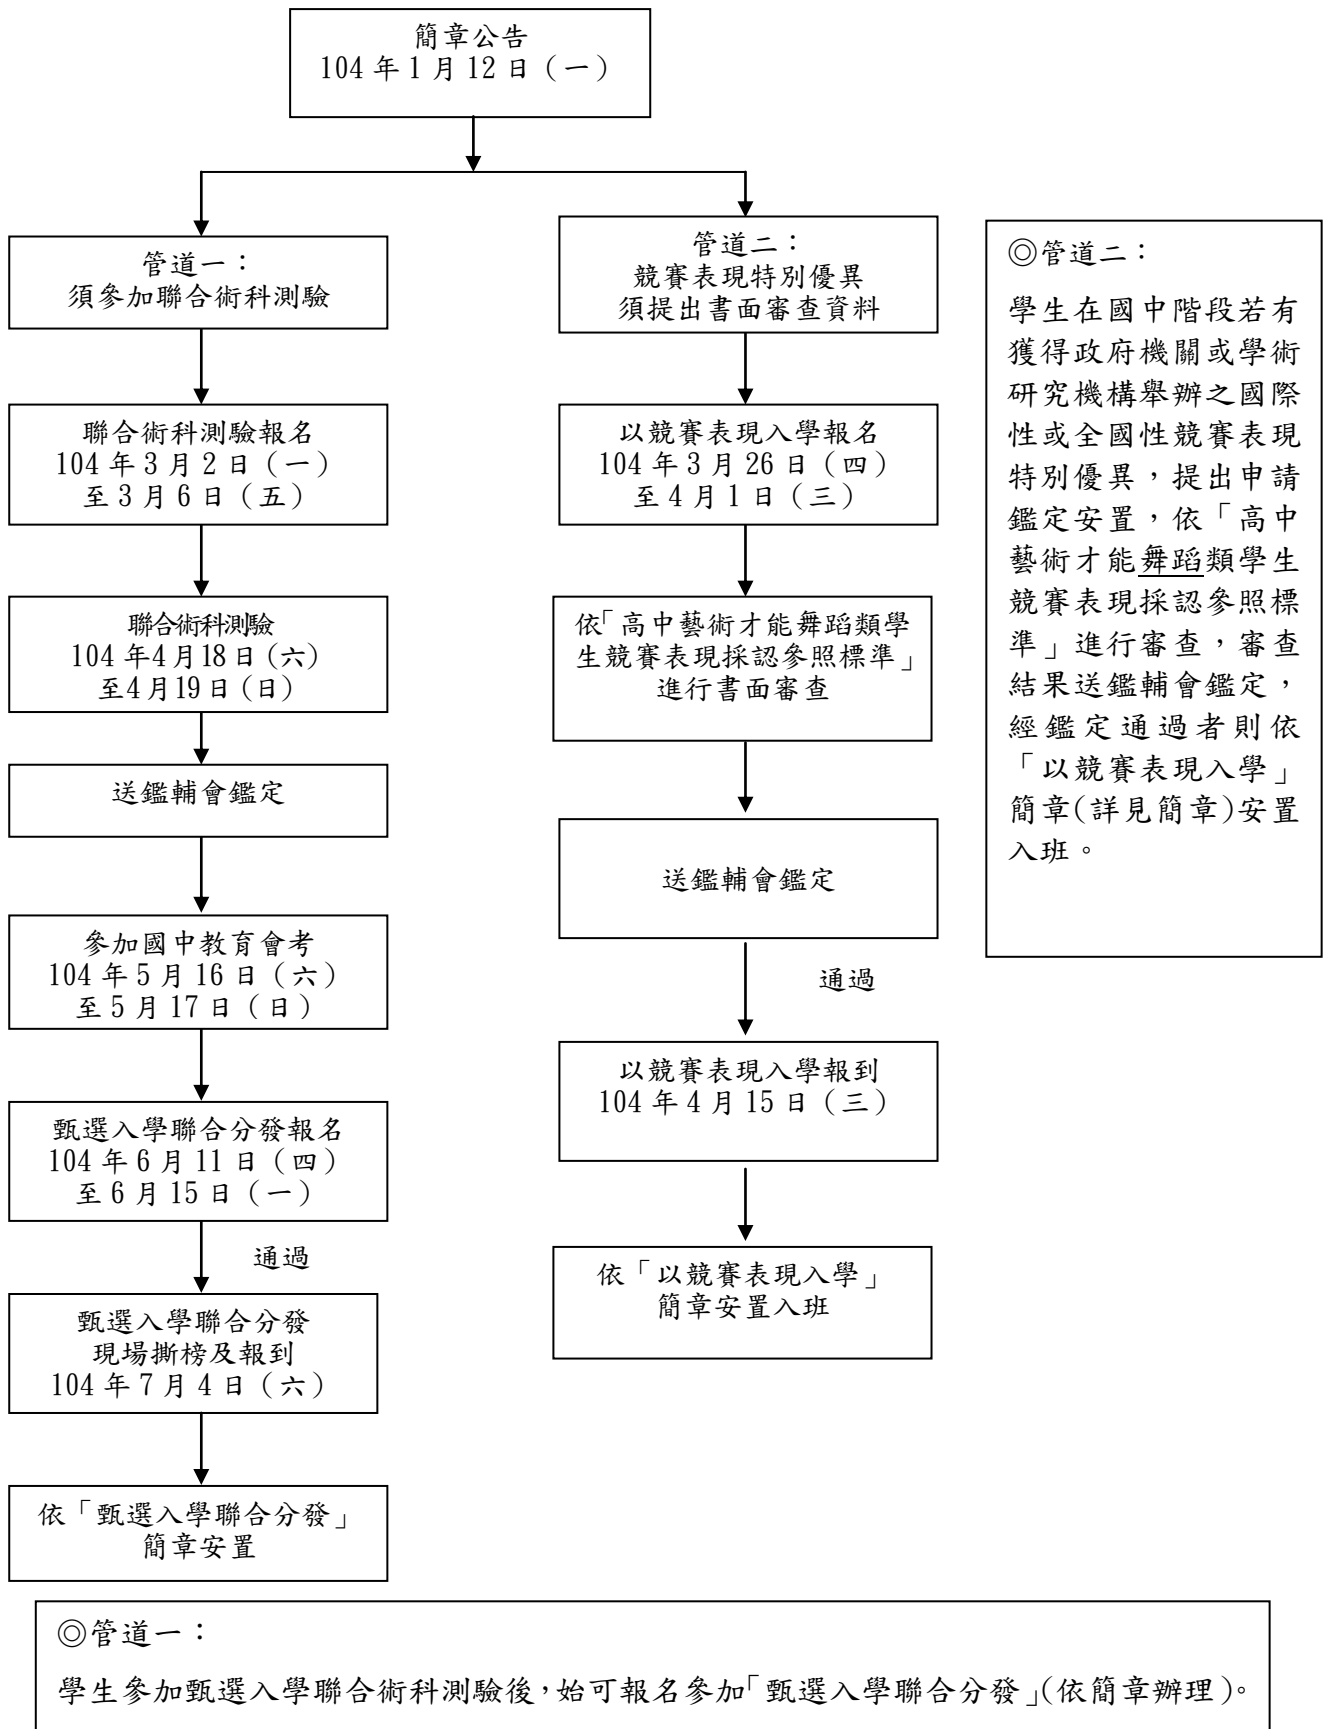 簡章公告
104 年 1 月 12 日（一）
管道一：
須參加聯合術科測驗
聯合術科測驗報名
104 年 3 月 2 日（一）
至 3 月 6 日（五）
聯合術科測驗
104 年4月18日(六)
至4月19日(日)
送鑑輔會鑑定
參加國中教育會考
104 年 5 月 16 日（六）
至 5 月 17 日（日）
甄選入學聯合分發報名
104 年 6 月 11 日（四）
至 6 月 15 日（一）
通過
甄選入學聯合分發
現場撕榜及報到
104 年 7 月 4 日（六）
依「甄選入學聯合分發」
簡章安置
管道二：
競賽表現特別優異
須提出書面審查資料
以競賽表現入學報名
104 年 3 月 26 日（四）
至 4 月 1 日（三）
依「高中藝術才能舞蹈類學
生競賽表現採認參照標準」
進行書面審查
送鑑輔會鑑定
通過
以競賽表現入學報到
104 年 4 月 15 日（三）
依「以競賽表現入學」
簡章安置入班
◎管道二：
學生在國中階段若有
獲得政府機關或學術
研究機構舉辦之國際
性或全國性競賽表現
特別優異，提出申請
鑑定安置，依「高中
藝術才能舞蹈類學生
競賽表現採認參照標
準」進行審查，審查
結果送鑑輔會鑑定，
經鑑定通過者則依
「以競賽表現入學」
簡章(詳見簡章)安置
入班。
◎管道一：
學生參加甄選入學聯合術科測驗後，始可報名參加「甄選入學聯合分發」(依簡章辦理)。